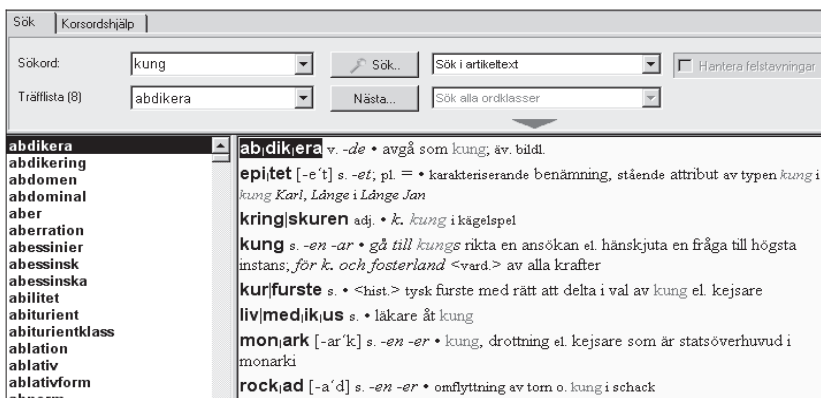 Sök Korsordshjälp
Sökord: kung Sök.. Sök i artikeltext Hantera felstavningar
Träfflista (8) abdikera Nästa... Sök alla ordklasser
abdikera
abdikering
abdomen
abdominal
aber
aberration
abessinier
abessinsk
abessinska
abilitet
abiturient
abiturientklass
ablation
ablativ
ablativform
abnorm
ab|dik|era v. -de • avgå som kung; äv. bildl.
epi|tet [-e´t] s. -et; pl. = • karakteriserande benämning, stående attribut av typen kung i
kung Karl, Långe i Långe Jan
kring|skuren adj. • k. kung i kägelspel
kung s. -en -ar • gå till kungs rikta en ansökan el. hänskjuta en fråga till högsta
instans; för k. och fosterland <vard.> av alla krafter
kur|furste s. • <hist.> tysk furste med rätt att delta i val av kung el. kejsare
liv|med|ik|us s. • läkare åt kung
mon|ark [-ar´k] s. -en -er • kung, drottning el. kejsare som är statsöverhuvud i
monarki
rock|ad [-a´d] s. -en -er • omflyttning av torn o. kung i schack